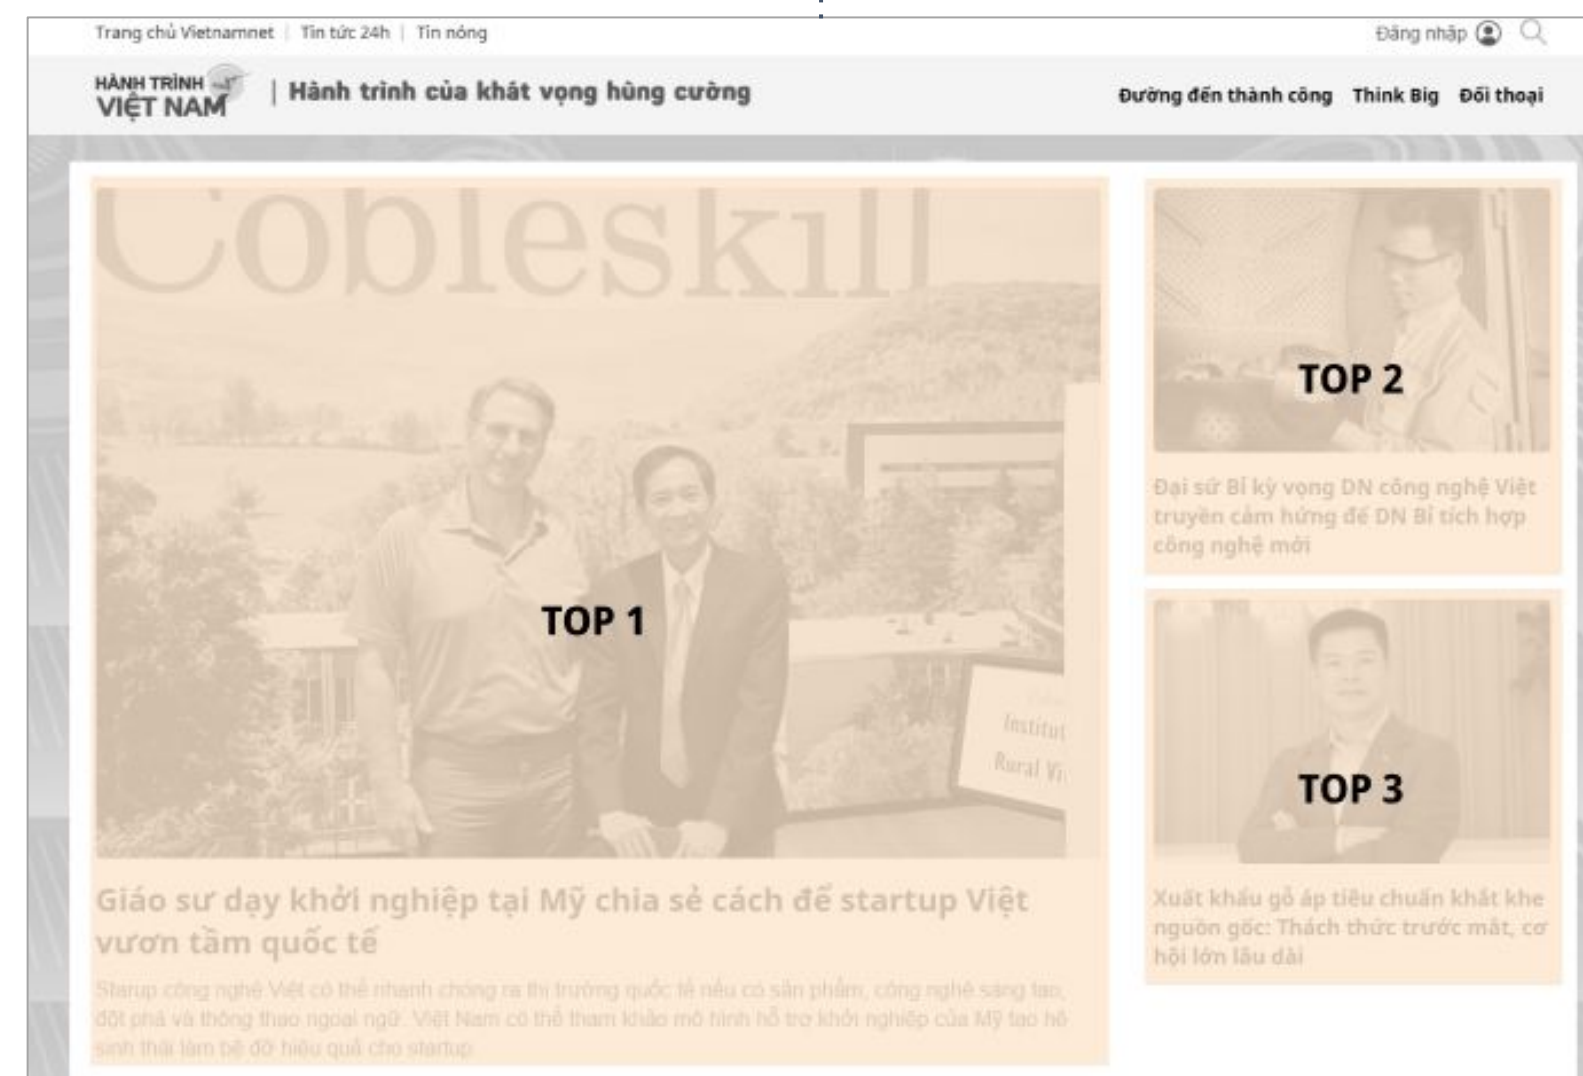 Trang chủ Vietnamnet | Tin tức 24h | Tin nóng
Đăng nhập
HÀNH TRÌNH
VIỆT NAM
| Hành trình của khát vọng hùng cường
Đường đến thành công Think Big Đối thoại
Cobleskill
TOP 1
Institut
Rural Vi
Giáo sư dạy khởi nghiệp tại Mỹ chia sẻ cách để startup Việt
vươn tầm quốc tế
Starup công nghệ Việt có thể nhanh chóng ra thị trường quốc tế nếu có sản phẩm, công nghệ sáng tạo,
đột phá và thông thạo ngoại ngữ. Việt Nam có thể tham khảo mô hình hỗ trợ khởi nghiệp của Mỹ tạo hệ
sinh thái làm bệ đỡ hiệu quả cho startup.
TOP 2
Đại sứ Bỉ kỳ vọng DN công nghệ Việt
truyền cảm hứng để DN Bỉ tích hợp
công nghệ mới
TOP 3
Xuất khẩu gỗ áp tiêu chuẩn khắt khe
nguồn gốc: Thách thức trước mắt, cơ
hội lớn lâu dài